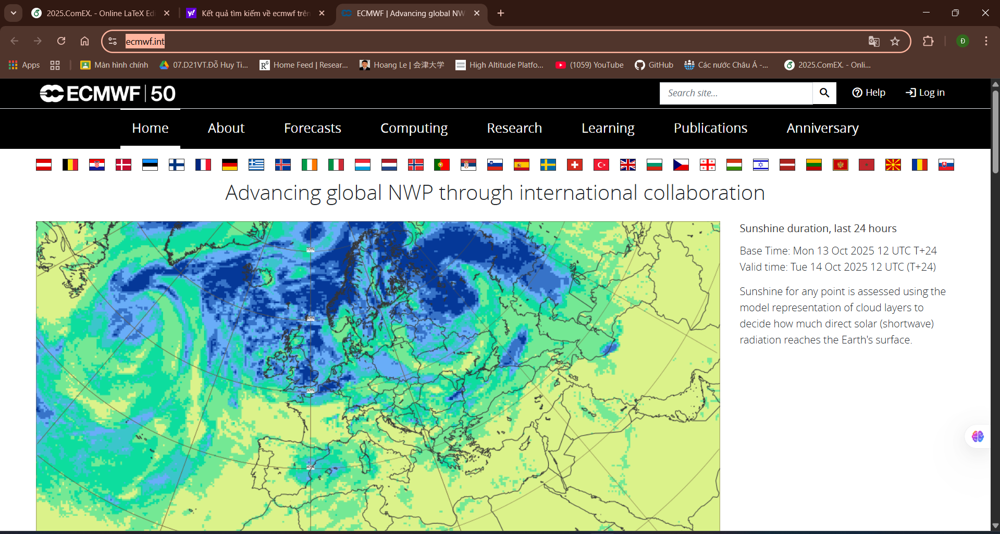 2025.ComEX. - Online LaTeX Edi
Kết quả tìm kiếm về ecmwf trên
ECMWF | Advancing global NW
ecmwf.int
Đ
Apps
Màn hình chính
07.D21VT.Đỗ Huy Ti...
Home Feed | Resear...
Hoang Le | 会津大学
High Altitude Platfo...
(1059) YouTube
GitHub
Các nước Châu Á -...
2025.ComEX. - Onli...
ECMWF | 50
Search site...
Help
Log in
Home
About
Forecasts
Computing
Research
Learning
Publications
Anniversary
Advancing global NWP through international collaboration
Sunshine duration, last 24 hours
Base Time: Mon 13 Oct 2025 12 UTC T+24
Valid time: Tue 14 Oct 2025 12 UTC (T+24)
Sunshine for any point is assessed using the
model representation of cloud layers to
decide how much direct solar (shortwave)
radiation reaches the Earth's surface.
70°N
50°N